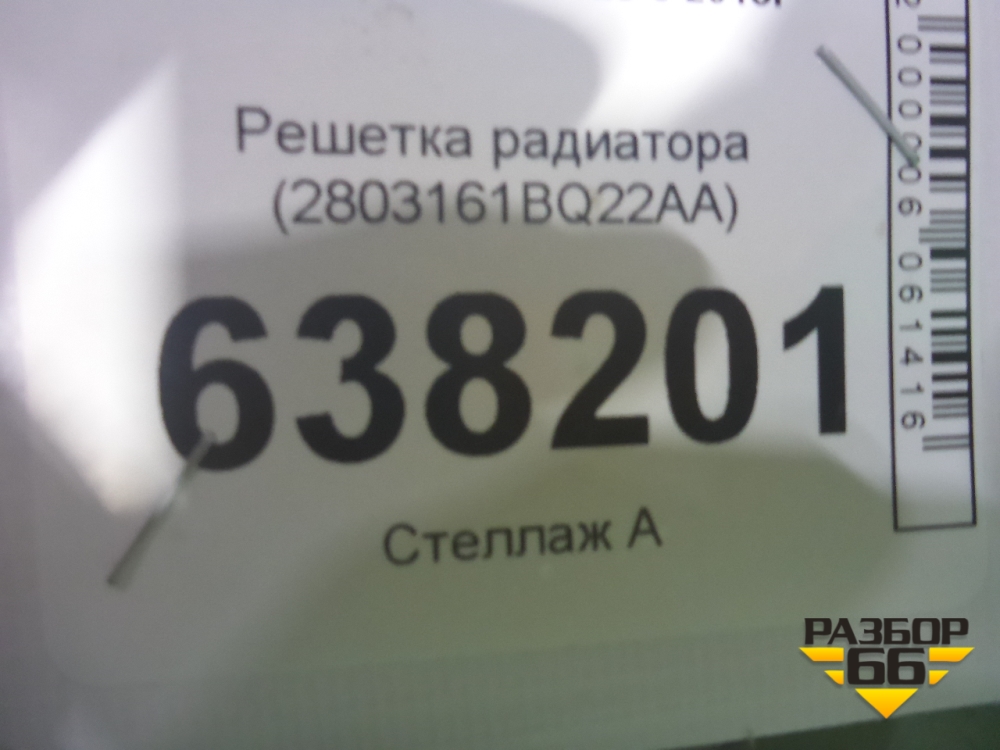 Решетка радиатора
(2803161BQ22AA)
638201
Стеллаж А
2000006061416
РАЗБОР
66